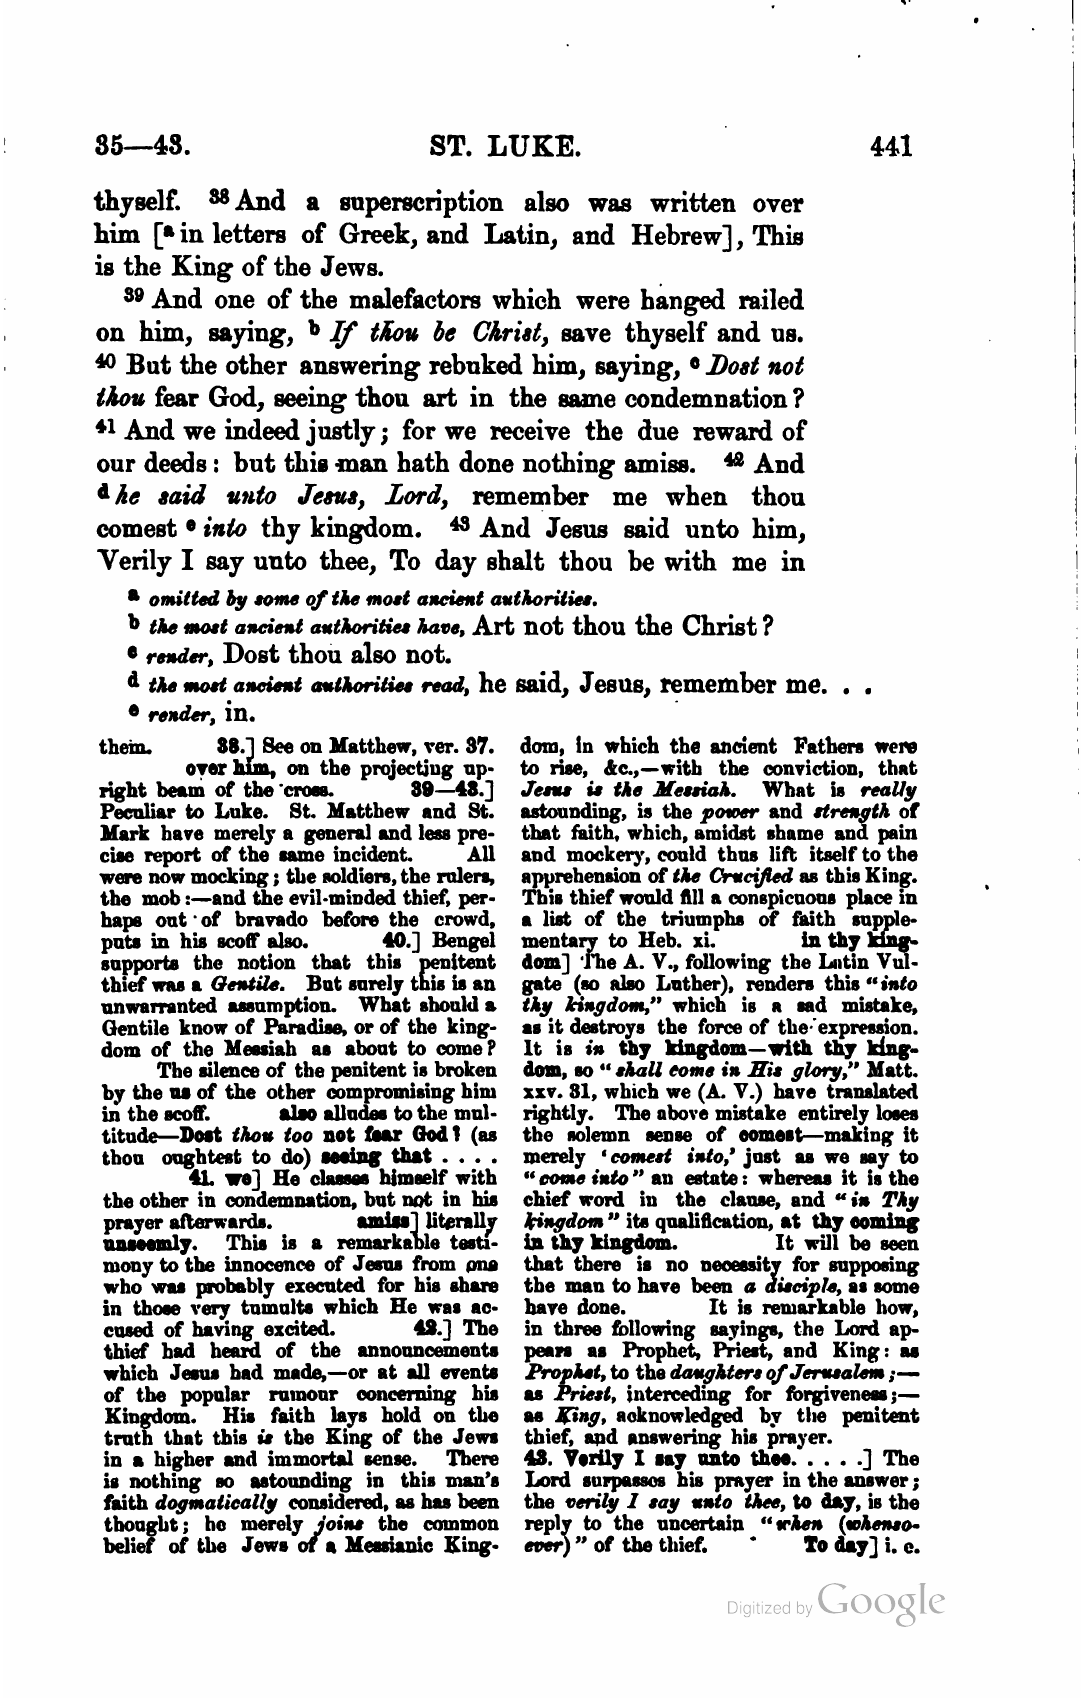 35—43. ST. LUKE. 441
thyself. 38 And a superscription also was written over
him [a in letters of Greek, and Latin, and Hebrew], This
is the King of the Jews.
39 And one of the malefactors which were hanged railed
on him, saying, b If thou be Christ, save thyself and us.
40 But the other answering rebuked him, saying, c Dost not
thou fear God, seeing thou art in the same condemnation?
41 And we indeed justly; for we receive the due reward of
our deeds: but this man hath done nothing amiss. 42 And
d he said unto Jesus, Lord, remember me when thou
comest e into thy kingdom. 43 And Jesus said unto him,
Verily I say unto thee, To day shalt thou be with me in
a omitted by some of the most ancient authorities.
b the most ancient authorities have, Art not thou the Christ?
c render, Dost thou also not.
d the most ancient authorities read, he said, Jesus, remember me. . .
e render, in.
them. 38.] See on Matthew, ver. 37.
over him, on the projecting up-
right beam of the cross. 39—43.]
Peculiar to Luke. St. Matthew and St.
Mark have merely a general and less pre-
cise report of the same incident. All
were now mocking; the soldiers, the rulers,
the mob:—and the evil-minded thief, per-
haps out of bravado before the crowd,
puts in his scoff also. 40.] Bengel
supports the notion that this penitent
thief was a Gentile. But surely this is an
unwarranted assumption. What should a
Gentile know of Paradise, or of the king-
dom of the Messiah as about to come?
The silence of the penitent is broken
by the us of the other compromising him
in the scoff. also alludes to the mul-
titude—Dost thou too not fear God? (as
thou oughtest to do) seeing that . . . .
41. we] He classes himself with
the other in condemnation, but not in his
prayer afterwards. amiss] literally
unseemly. This is a remarkable testi-
mony to the innocence of Jesus from one
who was probably executed for his share
in those very tumults which He was ac-
cused of having excited. 42.] The
thief had heard of the announcements
which Jesus had made,—or at all events
of the popular rumour concerning his
Kingdom. His faith lays hold on the
truth that this is the King of the Jews
in a higher and immortal sense. There
is nothing so astounding in this man's
faith dogmatically considered, as has been
thought; he merely joins the common
belief of the Jews of a Messianic King-
dom, in which the ancient Fathers were
to rise, &c.,—with the conviction, that
Jesus is the Messiah. What is really
astounding, is the power and strength of
that faith, which, amidst shame and pain
and mockery, could thus lift itself to the
apprehension of the Crucified as this King.
This thief would fill a conspicuous place in
a list of the triumphs of faith supple-
mentary to Heb. xi. in thy king-
dom] The A. V., following the Latin Vul-
gate (so also Luther), renders this "into
thy kingdom," which is a sad mistake,
as it destroys the force of the expression.
It is in thy kingdom—with thy king-
dom, so "shall come in His glory," Matt.
xxv. 31, which we (A. V.) have translated
rightly. The above mistake entirely loses
the solemn sense of comest—making it
merely 'comest into,' just as we say to
"come into" an estate: whereas it is the
chief word in the clause, and "in Thy
kingdom" its qualification, at thy coming
in thy kingdom. It will be seen
that there is no necessity for supposing
the man to have been a disciple, as some
have done. It is remarkable how,
in three following sayings, the Lord ap-
pears as Prophet, Priest, and King: as
Prophet, to the daughters of Jerusalem;—
as Priest, interceding for forgiveness;—
as King, acknowledged by the penitent
thief, and answering his prayer.
43. Verily I say unto thee. . . . .] The
Lord surpasses his prayer in the answer;
the verily I say unto thee, to day, is the
reply to the uncertain "when (whenso-
ever)" of the thief. To day] i. e.
Digitized by Google